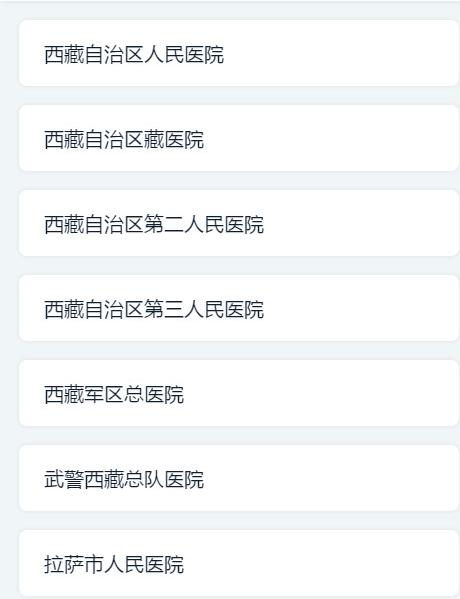 西藏自治区人民医院
西藏自治区藏医院
西藏自治区第二人民医院
西藏自治区第三人民医院
西藏军区总医院
武警西藏总队医院
拉萨市人民医院